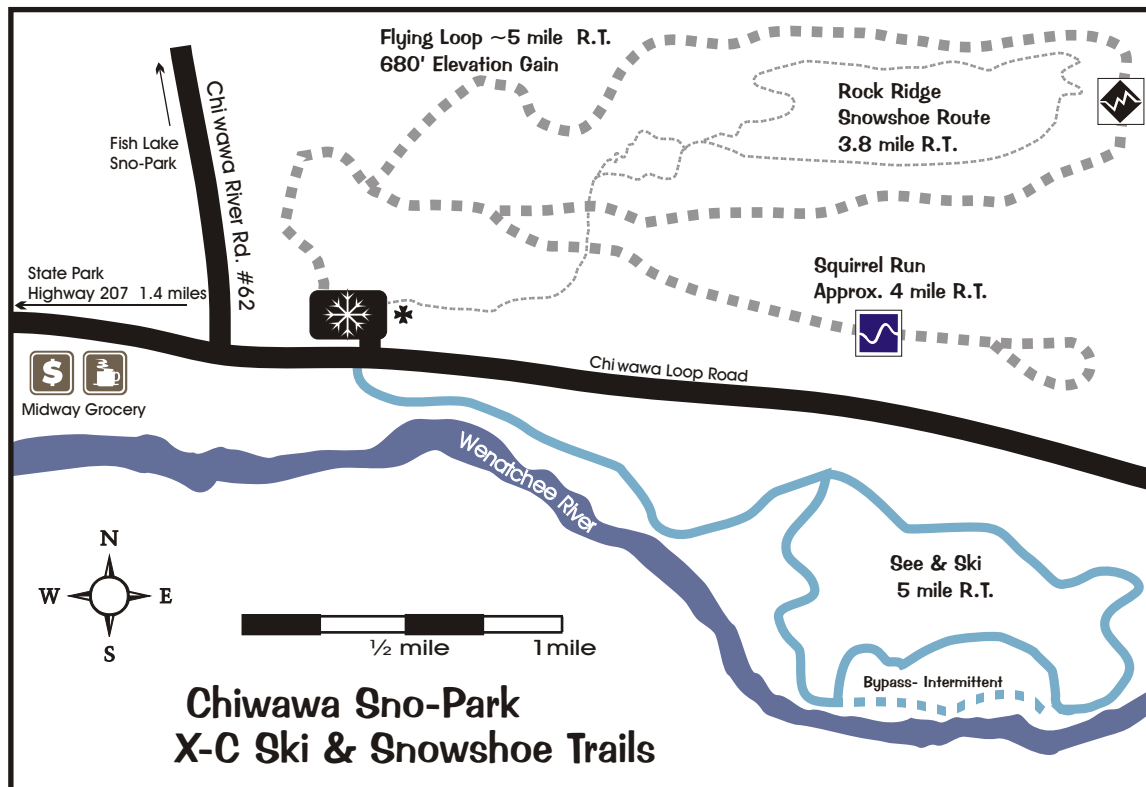 Flying Loop ~5 mile R.T.
680' Elevation Gain
Chiwawa River Rd. #62
Fish Lake
Sno-Park
Rock Ridge
Snowshoe Route
3.8 mile R.T.
State Park
Highway 207 1.4 miles
Squirrel Run
Approx. 4 mile R.T.
$
Midway Grocery
Chiwawa Loop Road
Wenatchee River
See & Ski
5 mile R.T.
Bypass- Intermittent
N
W E
S
½ mile 1mile
Chiwawa Sno-Park
X-C Ski & Snowshoe Trails